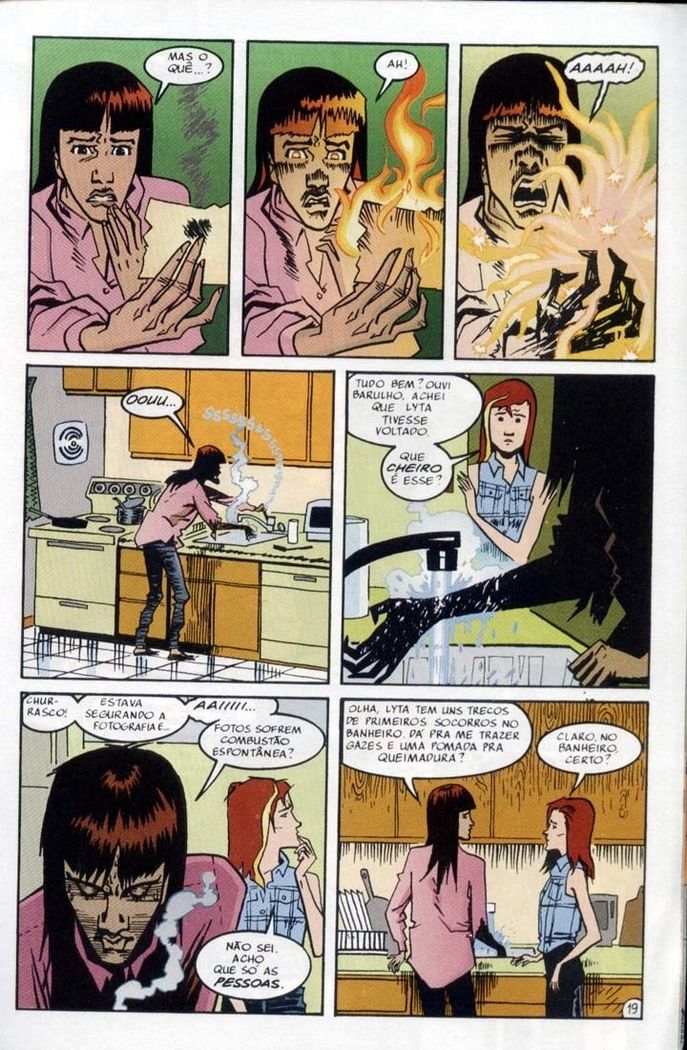 MAS O
QUÊ...?
AH!
AAAAH!
OOUU...
SSSSSSSSSSSSSS
TUDO BEM? OUVI
BARULHO, ACHEI
QUE LYTA
TIVESSE
VOLTADO.
QUE
CHEIRO
É ESSE?
CHUR-
RASCO!
ESTAVA
SEGURANDO A
FOTOGRAFIA E...
AAIIIII...
FOTOS SOFREM
COMBUSTÃO
ESPONTÂNEA?
NÃO SEI.
ACHO
QUE SÓ AS
PESSOAS.
OLHA, LYTA TEM UNS TRECOS
DE PRIMEIROS SOCORROS NO
BANHEIRO. DÁ PRA ME TRAZER
GAZES E UMA POMADA PRA
QUEIMADURA?
CLARO. NO
BANHEIRO,
CERTO?
19